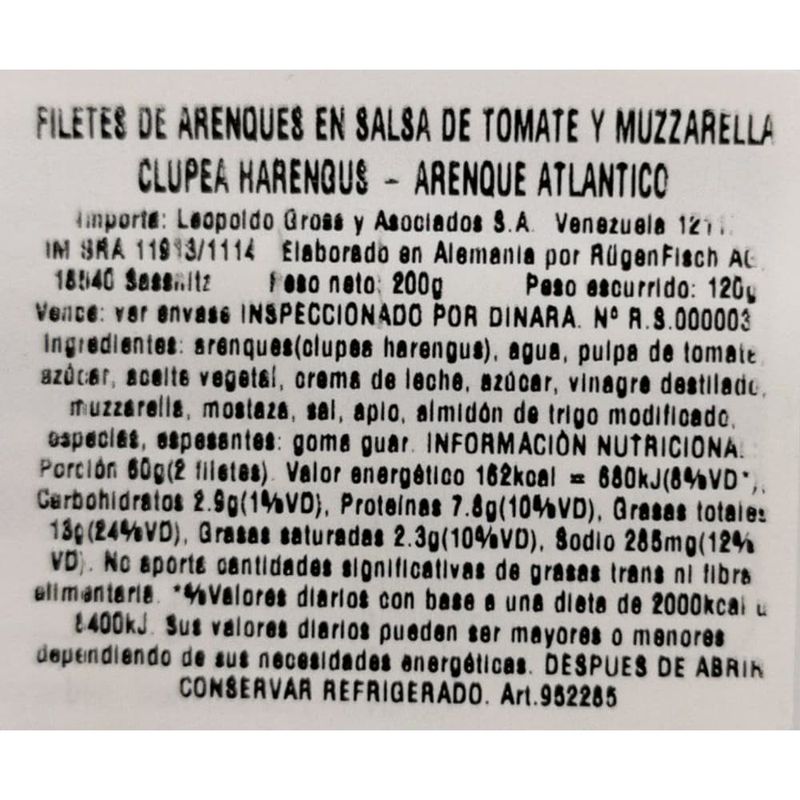 FILETES DE ARENQUES EN SALSA DE TOMATE Y MUZZARELLA
CLUPEA HARENGUS - ARENQUE ATLANTICO
Importa: Leopoldo Gross y Asociados S.A. Venezuela
IM SRA Elaborado en Alemania por RügenFisch AG
18546 Sassnitz Peso neto: 200g Peso escurrido: 120g
Vence: ver envase INSPECCIONADO POR DINARA. Nº R.S.000003
Ingredientes: arenques(clupea harengus), agua, pulpa de tomate,
azúcar, aceite vegetal, crema de leche, azúcar, vinagre destilado,
muzzarella, mostaza, sal, apio, almidón de trigo modificado,
especias, espesantes: goma guar. INFORMACIÓN NUTRICIONAL
Porción 60g(2 filetes). Valor energético 162kcal = 680kJ(8%VD*),
Carbohidratos 2.9g(1%VD), Proteínas 7.8g(10%VD), Grasas totales
13g(24%VD), Grasas saturadas 2.3g(10%VD), Sodio 285mg(12%
VD). No aporta cantidades significativas de grasas trans ni fibra
alimentaria. *%Valores diarios con base a una dieta de 2000kcal u
8400kJ. Sus valores diarios pueden ser mayores o menores
dependiendo de sus necesidades energéticas. DESPUES DE ABRIR
CONSERVAR REFRIGERADO. Art.952285